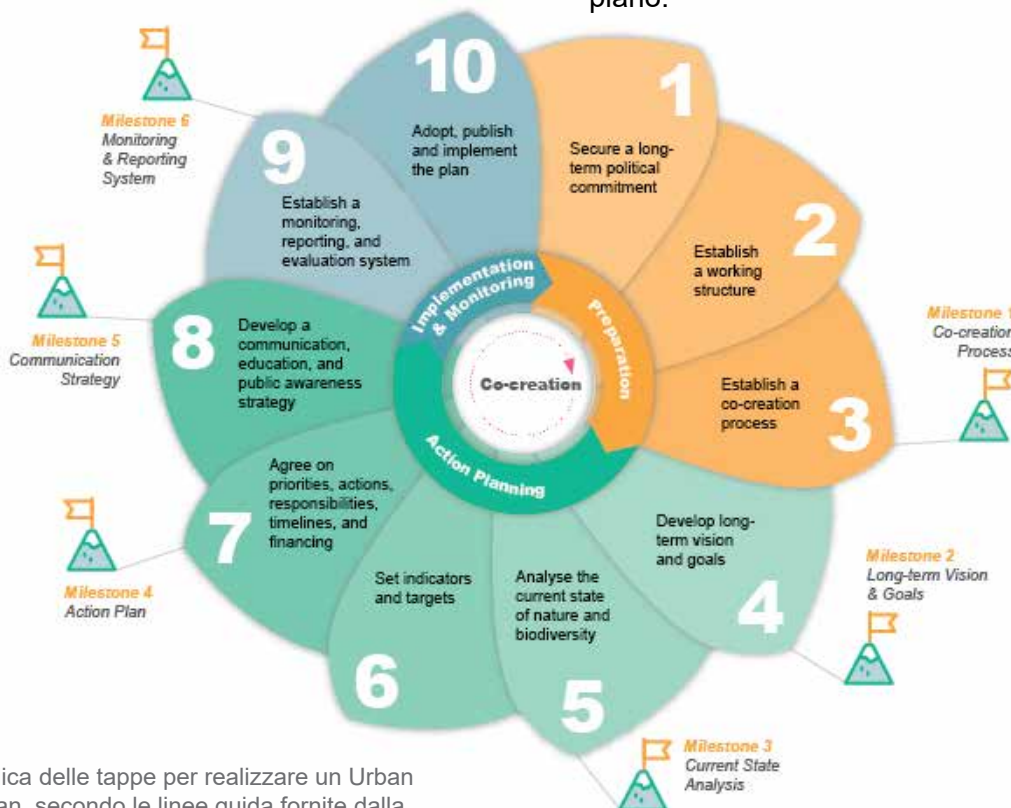 piano.
10
Adopt, publish
and implement
the plan
1
Secure a long-
term political
commitment
2
Establish
a working
structure
3
Establish a
co-creation
process
Milestone 1
Co-creation
Process
4
Develop long-
term vision
and goals
Milestone 2
Long-term Vision
& Goals
5
Analyse the
current state
of nature and
biodiversity
Milestone 3
Current State
Analysis
6
Set indicators
and targets
7
Agree on
priorities, actions,
responsibilities,
timelines, and
financing
Milestone 4
Action Plan
8
Develop a
communication,
education, and
public awareness
strategy
Milestone 5
Communication
Strategy
9
Establish a
monitoring,
reporting, and
evaluation system
Milestone 6
Monitoring
& Reporting
System
Implementation
& Monitoring
Preparation
Action Planning
Co-creation
ica delle tappe per realizzare un Urban
an, secondo le linee guida fornite dalla